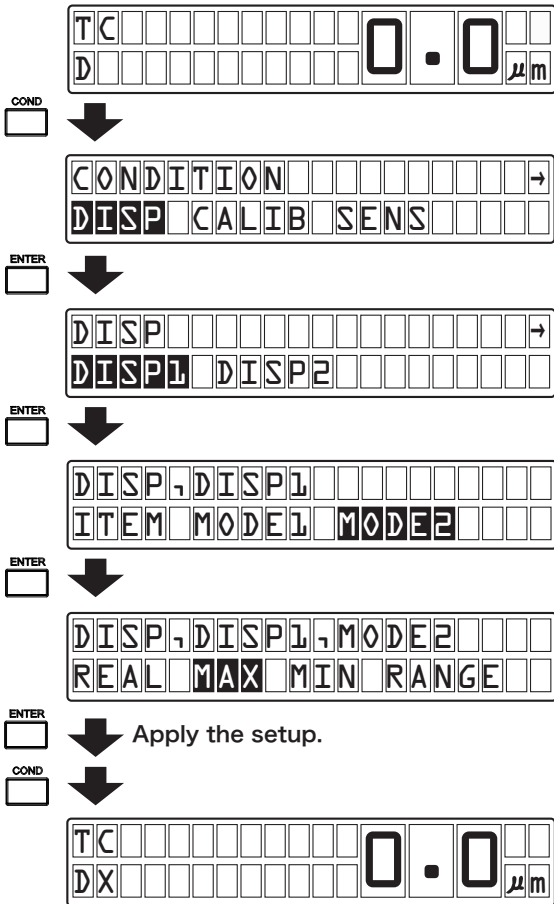 TC 0.0
D μm
COND
CONDITION →
DISP CALIB SENS
ENTER
DISP →
DISP1 DISP2
ENTER
DISP,DISP1
ITEM MODE1 MODE2
ENTER
DISP,DISP1,MODE2
REAL MAX MIN RANGE
ENTER
Apply the setup.
COND
TC 0.0
DX μm